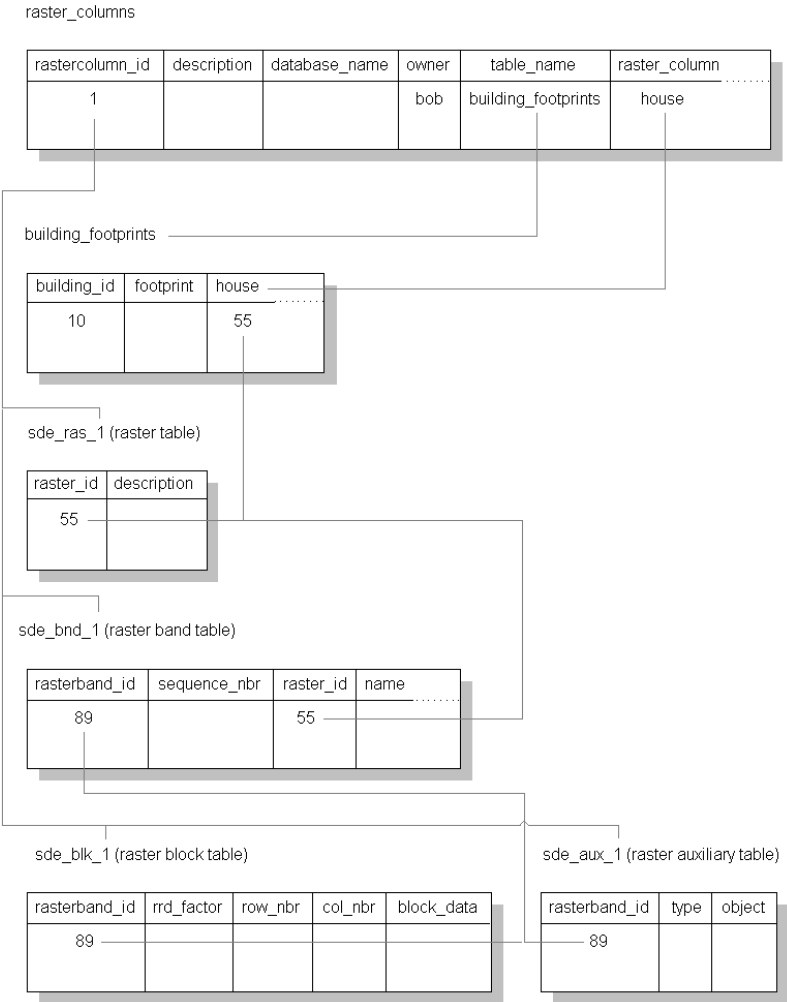 raster_columns
rastercolumn_id description database_name owner table_name raster_column
1 bob building_footprints house
building_footprints
building_id footprint house
10 55
sde_ras_1 (raster table)
raster_id description
55
sde_bnd_1 (raster band table)
rasterband_id sequence_nbr raster_id name
89 55
sde_blk_1 (raster block table) sde_aux_1 (raster auxiliary table)
rasterband_id rrd_factor row_nbr col_nbr block_data rasterband_id type object
89 89